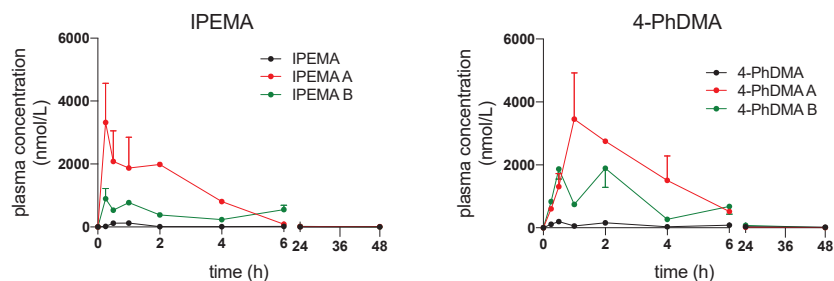 IPEMA
plasma concentration
(nmol/L)
6000
4000
2000
0
IPEMA
IPEMA A
IPEMA B
0 2 4 6 24 36 48
time (h)
4-PhDMA
plasma concentration
(nmol/L)
6000
4000
2000
0
4-PhDMA
4-PhDMA A
4-PhDMA B
0 2 4 6 24 36 48
time (h)